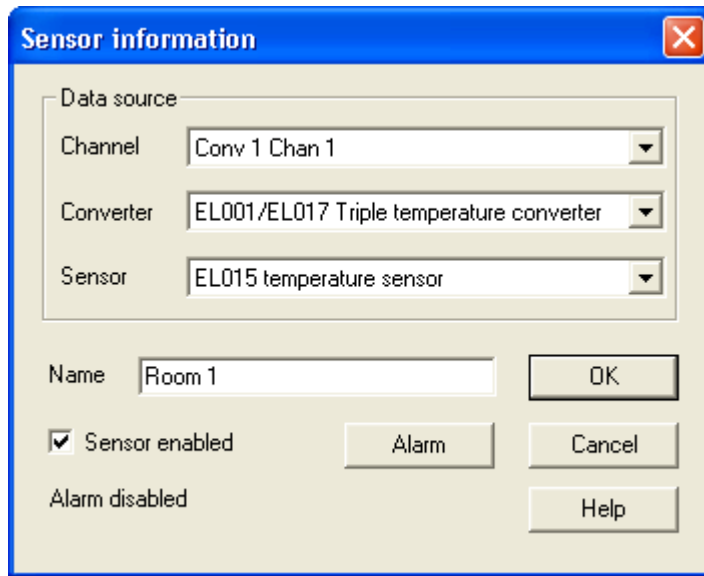 Sensor information
Data source
Channel Conv 1 Chan 1
Converter EL001/EL017 Triple temperature converter
Sensor EL015 temperature sensor
Name Room 1 OK
Sensor enabled Alarm Cancel
Alarm disabled Help